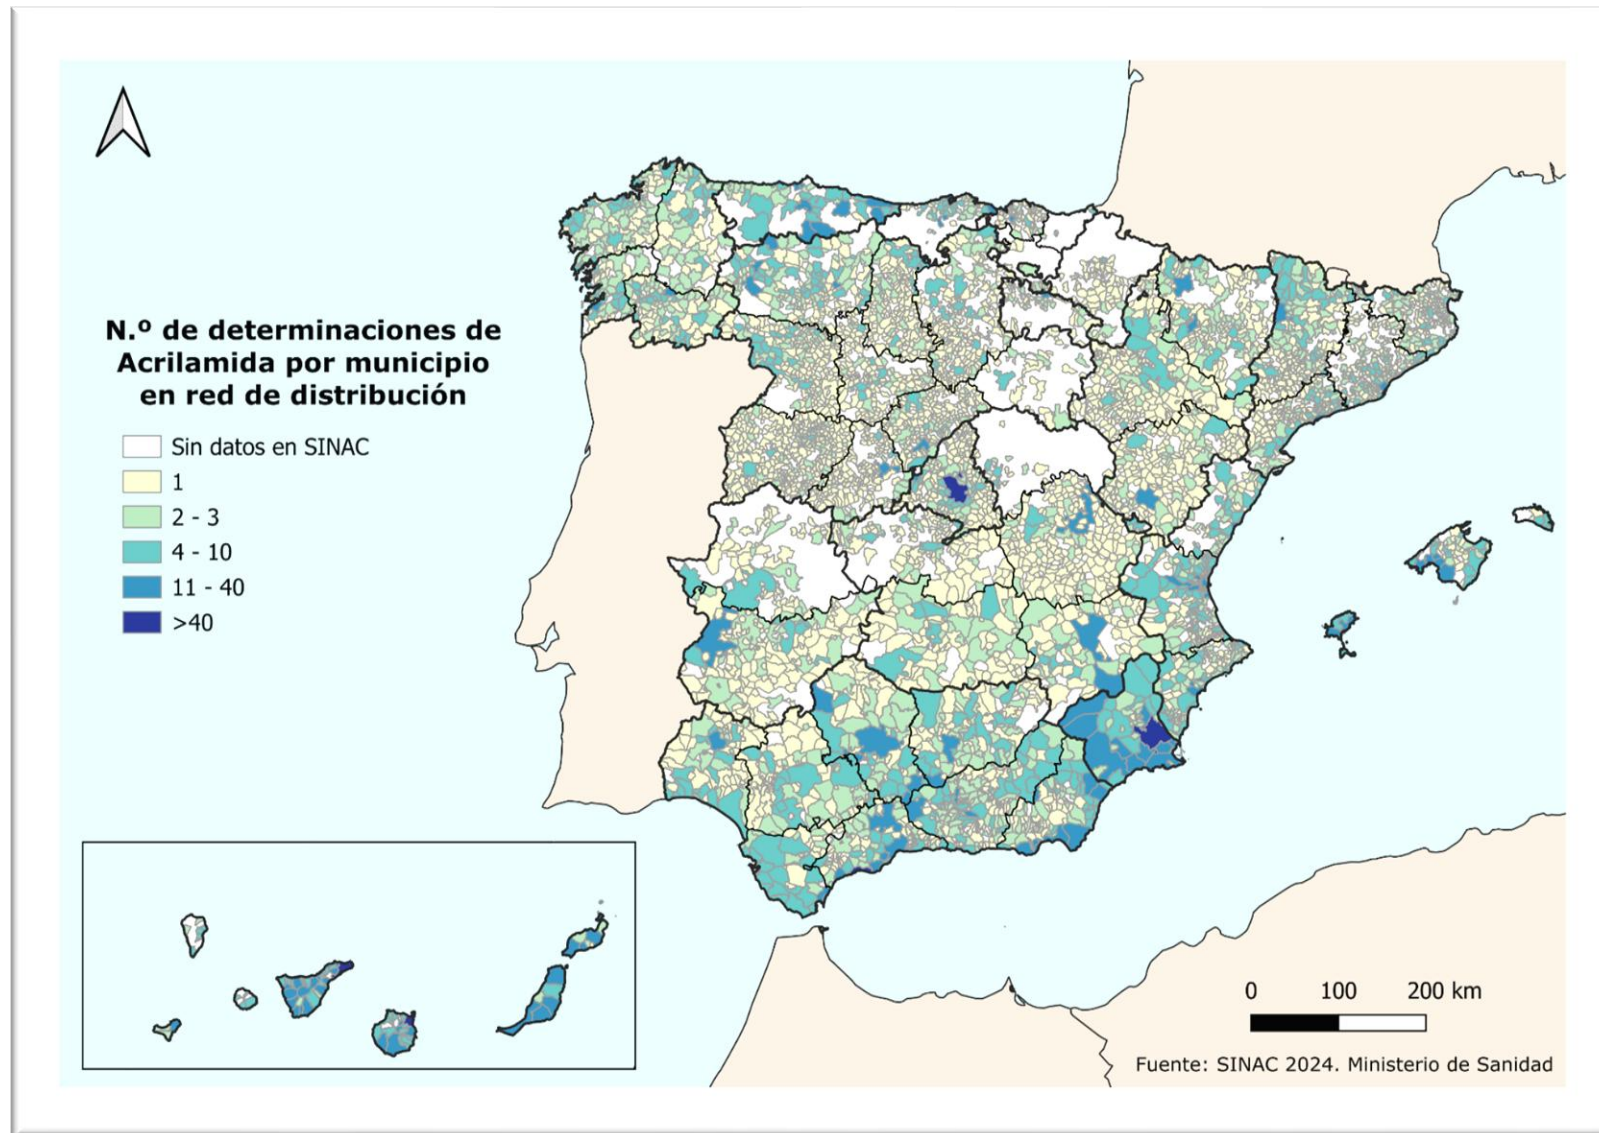 N.º de determinaciones de
Acrilamida por municipio
en red de distribución
Sin datos en SINAC
1
2 - 3
4 - 10
11 - 40
>40
0 100 200 km
Fuente: SINAC 2024. Ministerio de Sanidad